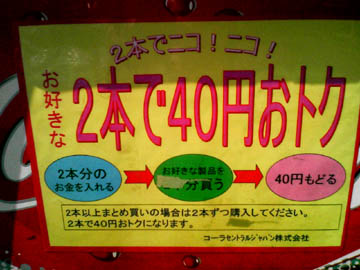 2本でニコ!ニコ!
お好きな
2本で40円おトク
2本分の
お金を入れる
お好きな製品を
分買う
40円もどる
2本以上まとめ買いの場合は2本ずつ購入してください。
2本で40円おトクになります。
コーラセントラルジャパン株式会社